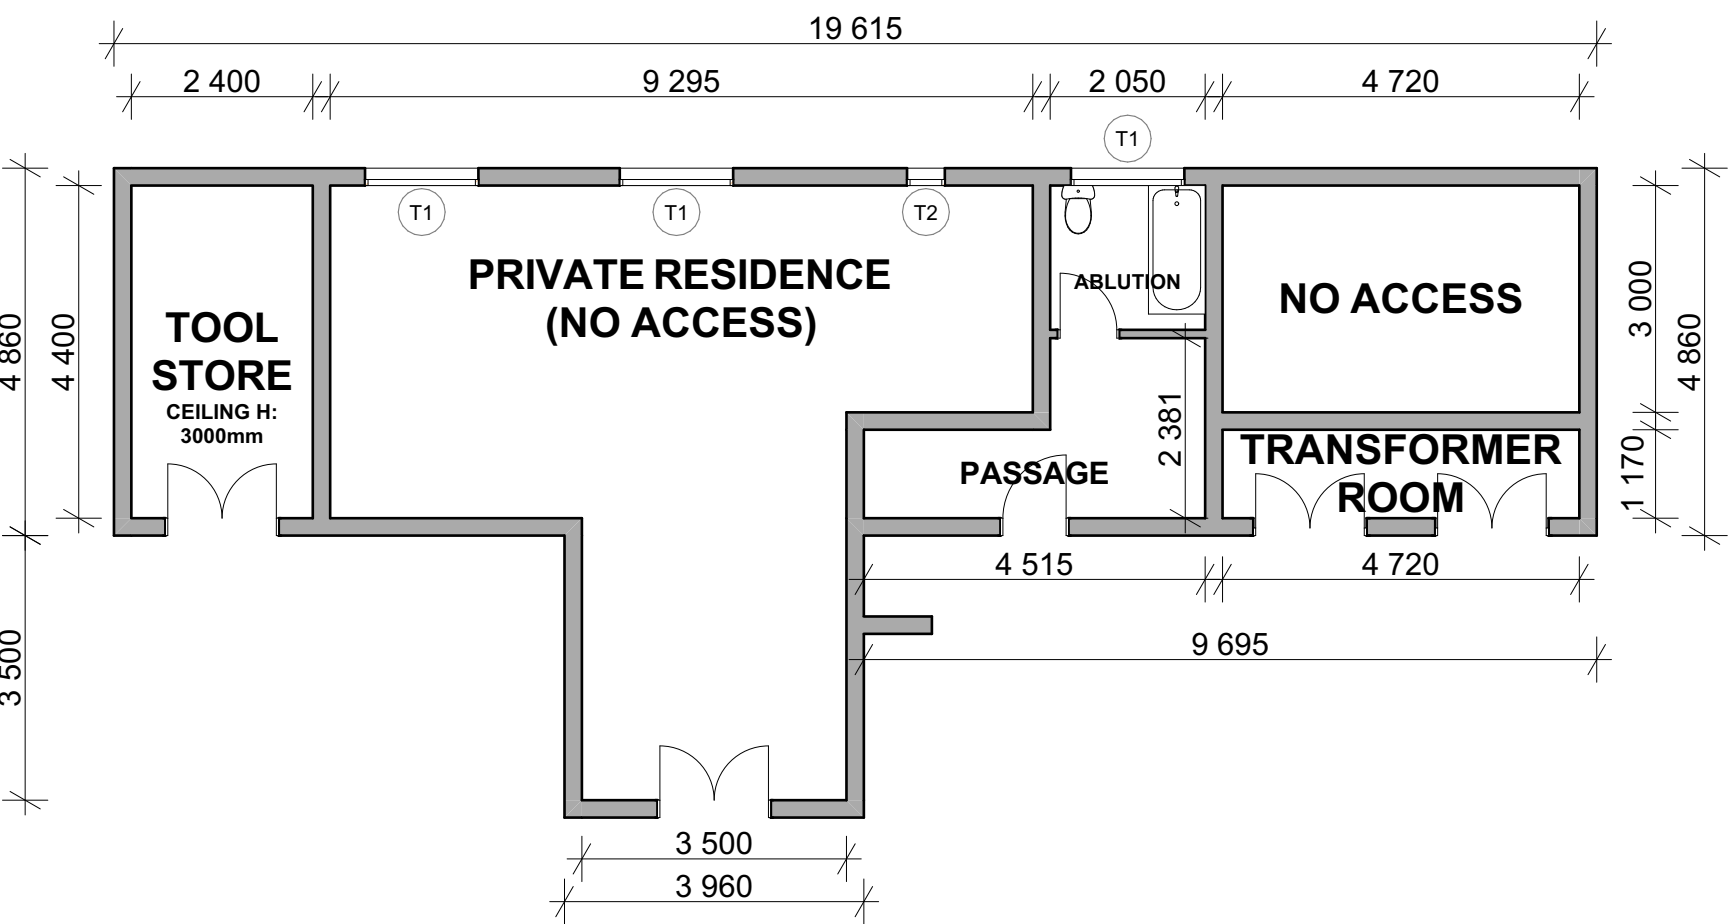 19 615
2 400
9 295
2 050
4 720
T1
T1
T1
T2
PRIVATE RESIDENCE
(NO ACCESS)
ABLUTION
NO ACCESS
TOOL
STORE
CEILING H:
3000mm
4 860
4 400
3 000
4 860
2 381
1 170
PASSAGE
TRANSFORMER
ROOM
4 515
4 720
3 500
9 695
3 500
3 960